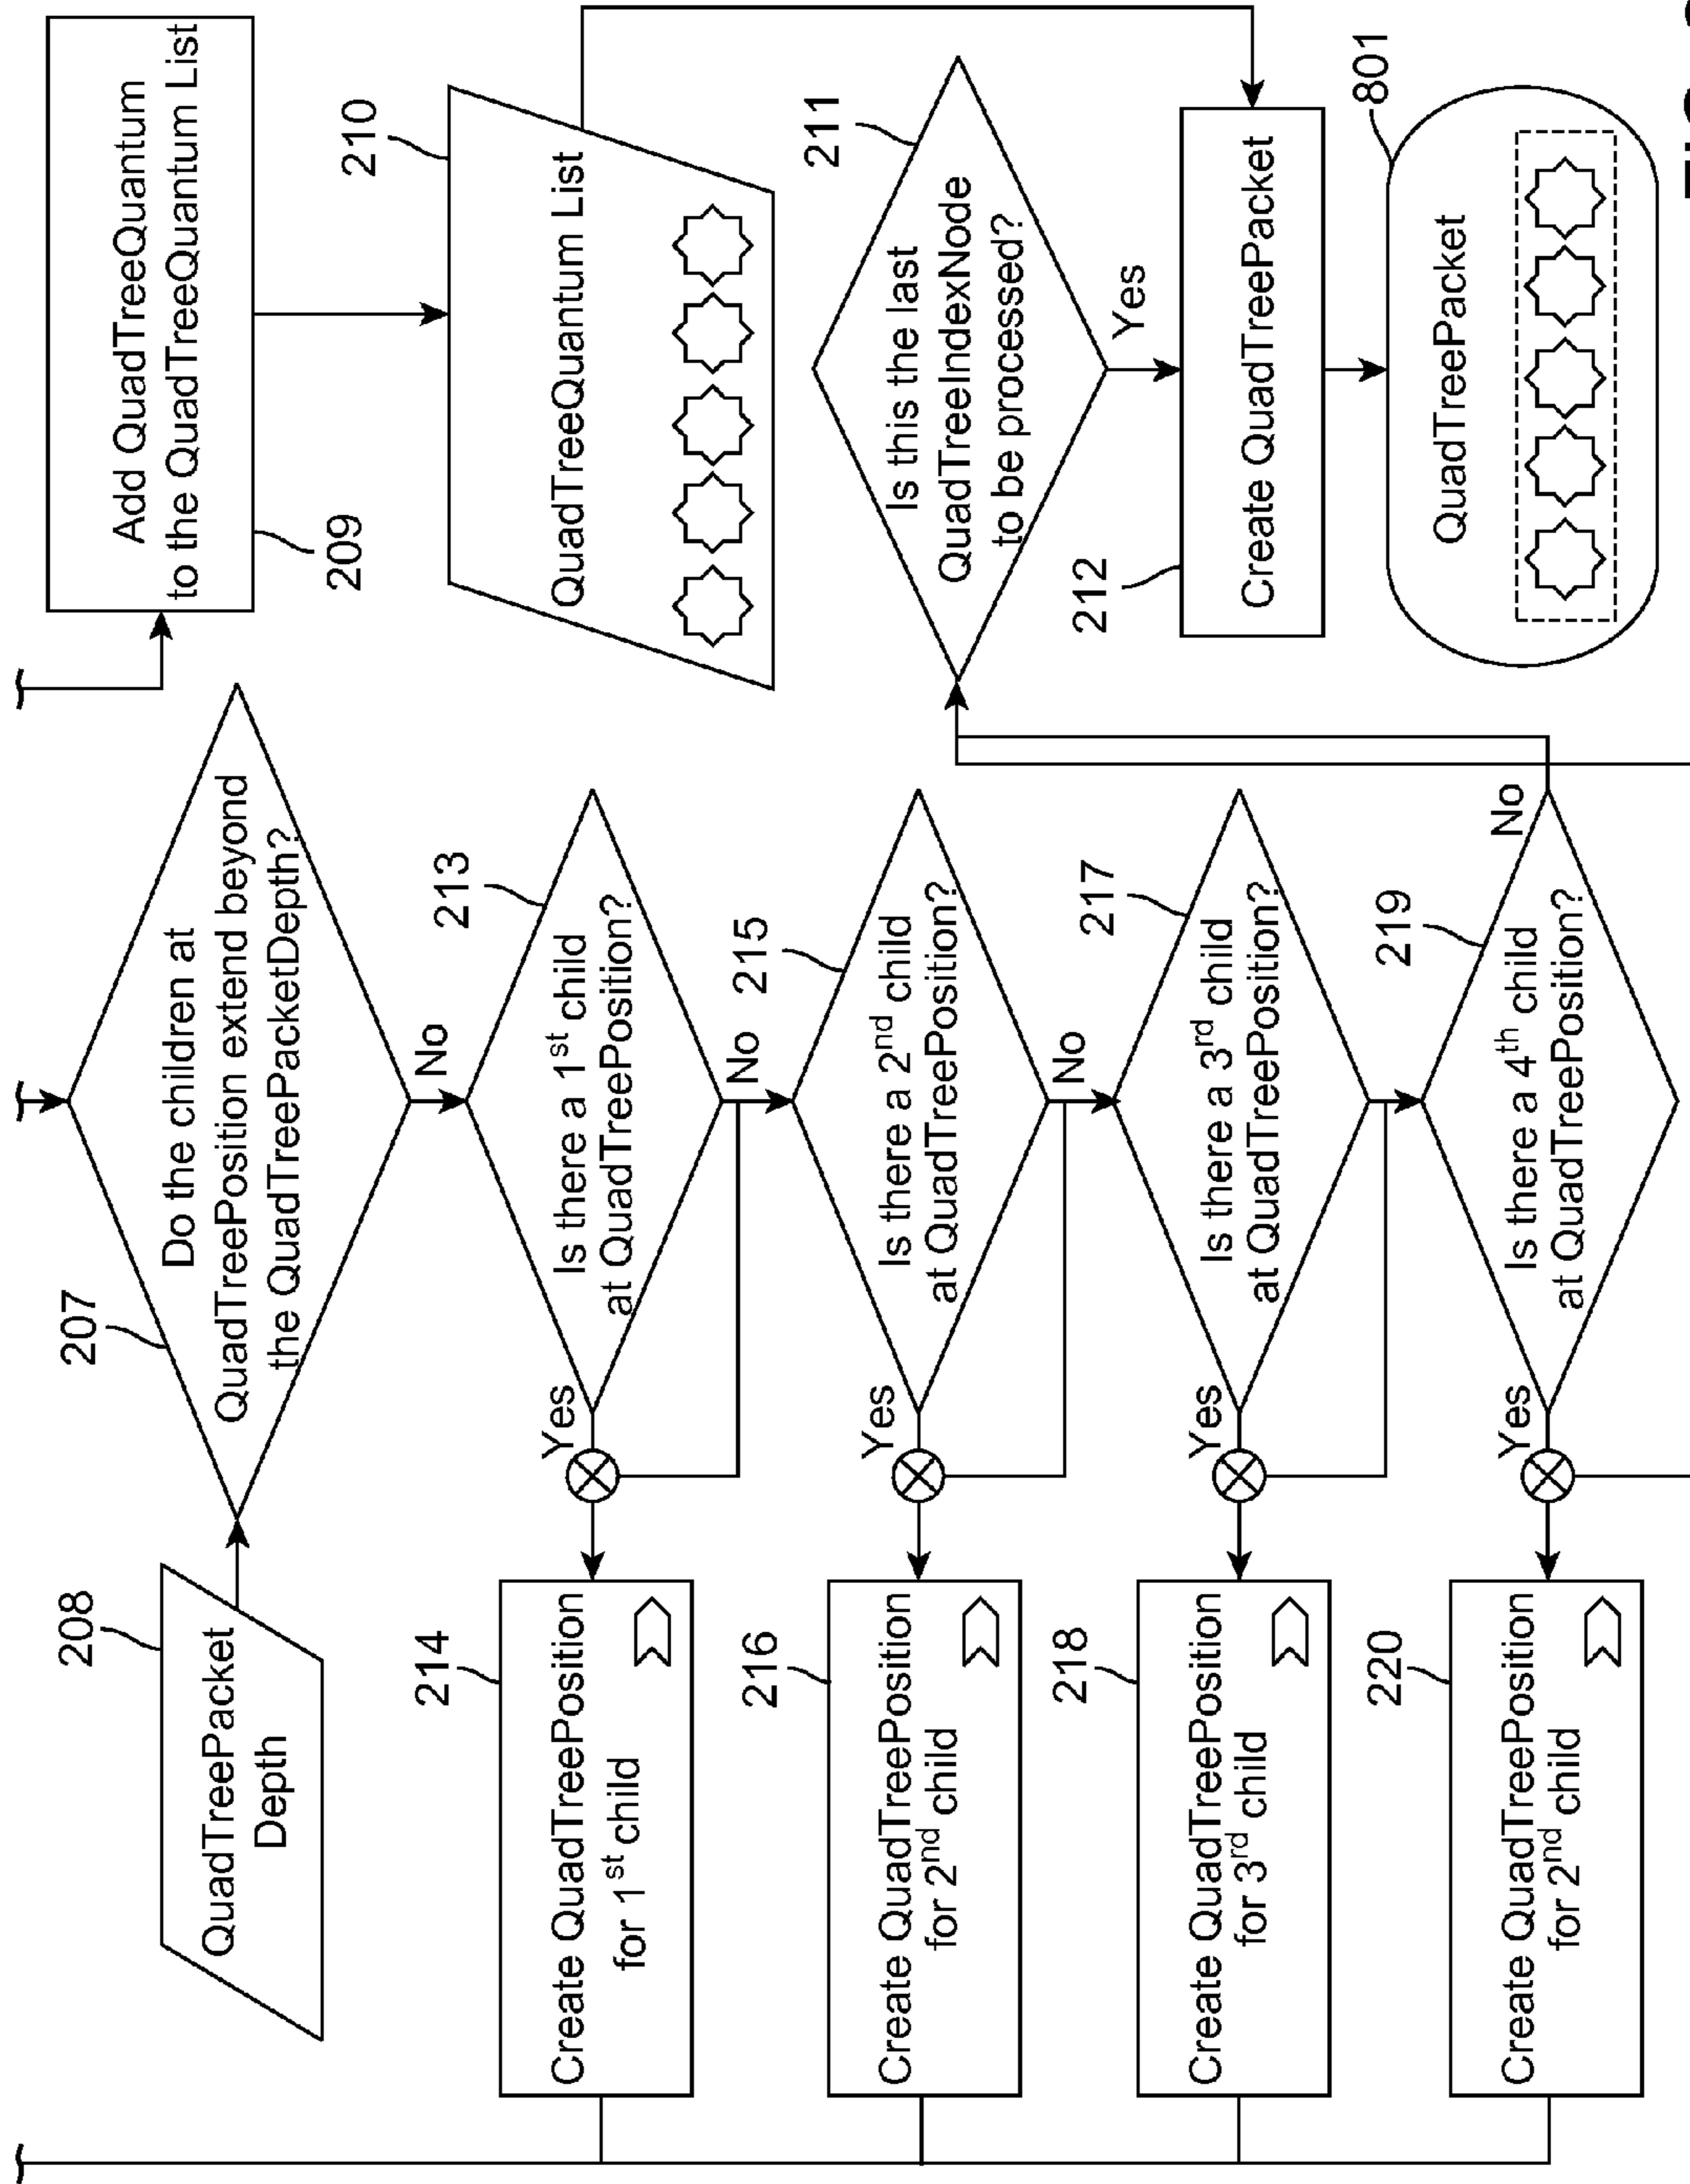 207
Do the children at
QuadTreePosition extend beyond
the QuadTreePacketDepth?
208
QuadTreePacket
Depth
No
213
Is there a 1st child
at QuadTreePosition?
Yes
214
Create QuadTreePosition
for 1st child
No
215
Is there a 2nd child
at QuadTreePosition?
Yes
216
Create QuadTreePosition
for 2nd child
No
217
Is there a 3rd child
at QuadTreePosition?
Yes
218
Create QuadTreePosition
for 3rd child
219
Is there a 4th child
at QuadTreePosition?
Yes
No
220
Create QuadTreePosition
for 2nd child
Add QuadTreeQuantum
to the QuadTreeQuantum List
209
210
QuadTreeQuantum List
211
Is this the last
QuadTreeIndexNode
to be processed?
Yes
212
Create QuadTreePacket
801
QuadTreePacket